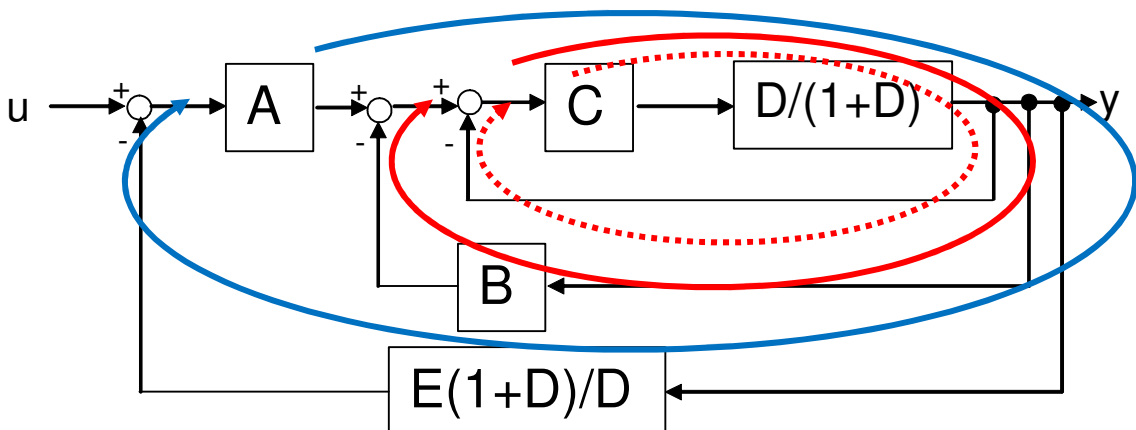 u + - A + - + - C D/(1+D) y
B
E(1+D)/D